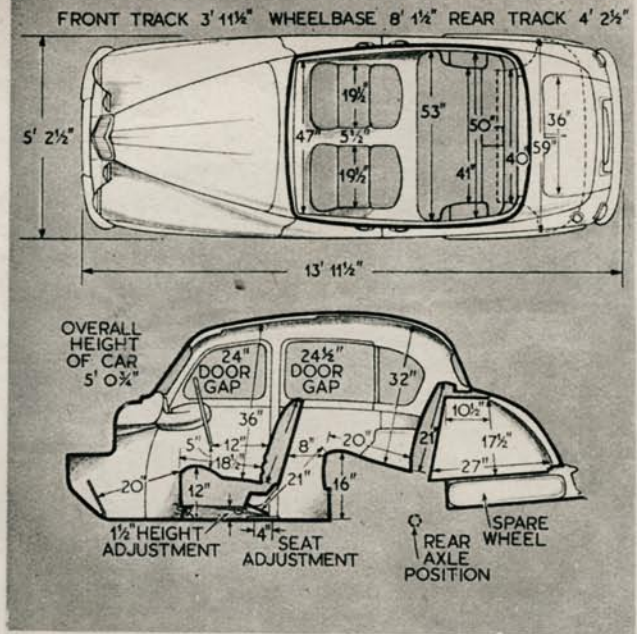 FRONT TRACK 3' 11½" WHEELBASE 8' 1½" REAR TRACK 4' 2½"
5' 2½"
47"
19½"
5½"
19½"
53"
41"
50"
40"
59"
36"
13' 11½"
OVERALL
HEIGHT
OF CAR
5' 0¾"
24"
DOOR
GAP
24½"
DOOR
GAP
36"
32"
5"
12"
18½"
8"
20"
21"
10½"
17½"
27"
20"
12"
21"
16"
1½" HEIGHT
ADJUSTMENT
4"
SEAT
ADJUSTMENT
REAR
AXLE
POSITION
SPARE
WHEEL